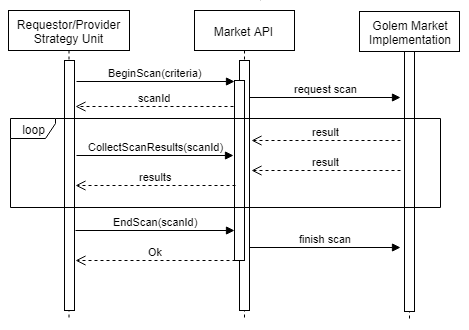 Requestor/Provider
Strategy Unit
Market API
Golem Market
Implementation
BeginScan(criteria)
request scan
scanId
loop
result
CollectScanResults(scanId)
result
results
EndScan(scanId)
finish scan
Ok